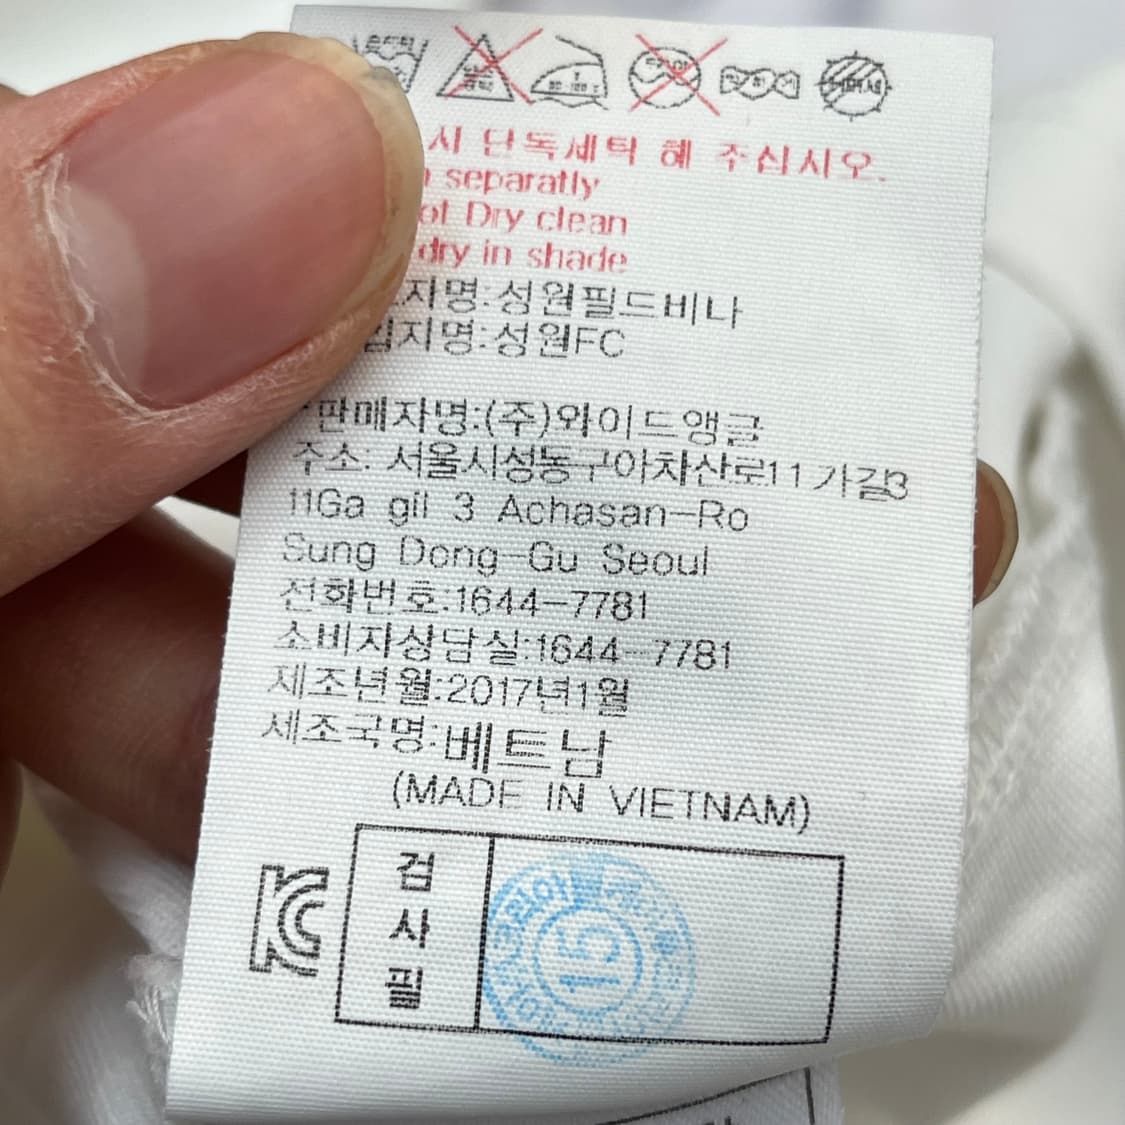 시 단독세탁 혜 주십시오.
separatly
Dry clean
dry in shade
지명:성원필드비나
지명:성원FC
판매자명:(주)와이드앵글
주소: 서울시성동구아차산로11가길3
11Ga gil 3 Achasan-Ro
Sung Dong-Gu Seoul
전화번호:1644-7781
소비자상담실:1644-7781
제조년월:2017년1월
세조국명:베트남
(MADE IN VIETNAM)
KC
검
사
필
15